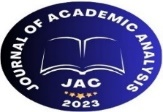 JOURNAL OF ACADEMIC ANALYSIS
JAC
2023